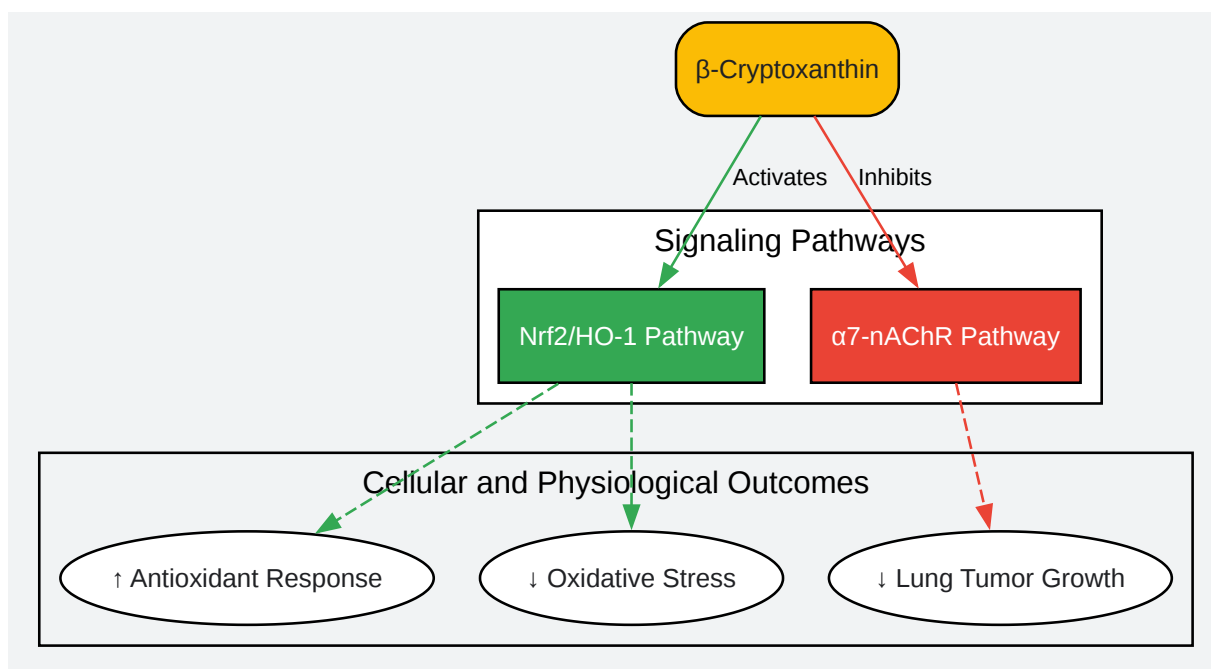 β-Cryptoxanthin
Activates
Inhibits
Signaling Pathways
Nrf2/HO-1 Pathway
α7-nAChR Pathway
Cellular and Physiological Outcomes
↑ Antioxidant Response
↓ Oxidative Stress
↓ Lung Tumor Growth